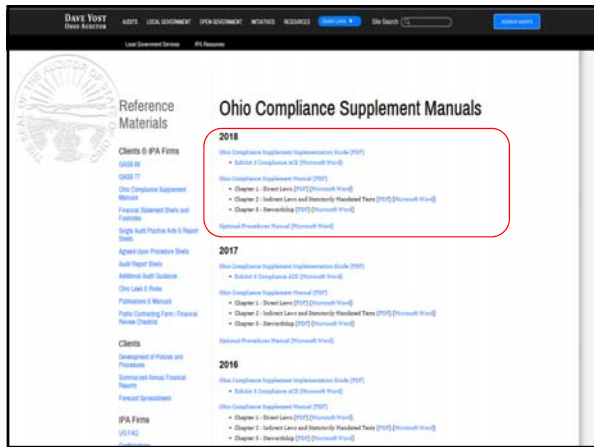 DAVE YOST
OHIO AUDITOR
AUDITS LOCAL GOVERNMENT OPEN GOVERNMENT INITIATIVES RESOURCES Quick Links Site Search
Local Government Services IPA Resources
Reference
Materials
Clients & IPA Firms
GASB 68
GASB 77
Ohio Compliance Supplement
Manuals
Financial Statement Shells and
Footnotes
Single Audit Practice Aids & Report
Shells
Agreed-Upon Procedure Shells
Audit Report Shells
Additional Audit Guidance
Ohio Laws & Rules
Publications & Manuals
Public Contracting Form / Financial
Review Checklist
Clients
Development of Policies and
Procedures
Summarized Annual Financial
Reports
Forecast Spreadsheets
IPA Firms
Ohio Compliance Supplement Manuals
2018
Ohio Compliance Supplement Implementation Guide (PDF)
• Exhibit 5 Compliance ACE (Microsoft Word)
Ohio Compliance Supplement Manual (PDF)
• Chapter 1 - Direct Laws (PDF) (Microsoft Word)
• Chapter 2 - Indirect Laws and Statutorily Mandated Tests (PDF) (Microsoft Word)
• Chapter 3 - Stewardship (PDF) (Microsoft Word)
Optional Procedures Manual (Microsoft Word)
2017
Ohio Compliance Supplement Implementation Guide (PDF)
• Exhibit 5 Compliance ACE (Microsoft Word)
Ohio Compliance Supplement Manual (PDF)
• Chapter 1 - Direct Laws (PDF) (Microsoft Word)
• Chapter 2 - Indirect Laws and Statutorily Mandated Tests (PDF) (Microsoft Word)
• Chapter 3 - Stewardship (PDF) (Microsoft Word)
Optional Procedures Manual (Microsoft Word)
2016
Ohio Compliance Supplement Implementation Guide (PDF)
• Exhibit 5 Compliance ACE (Microsoft Word)
Ohio Compliance Supplement Manual (PDF)
• Chapter 1 - Direct Laws (PDF) (Microsoft Word)
• Chapter 2 - Indirect Laws and Statutorily Mandated Tests (PDF) (Microsoft Word)
• Chapter 3 - Stewardship (PDF) (Microsoft Word)